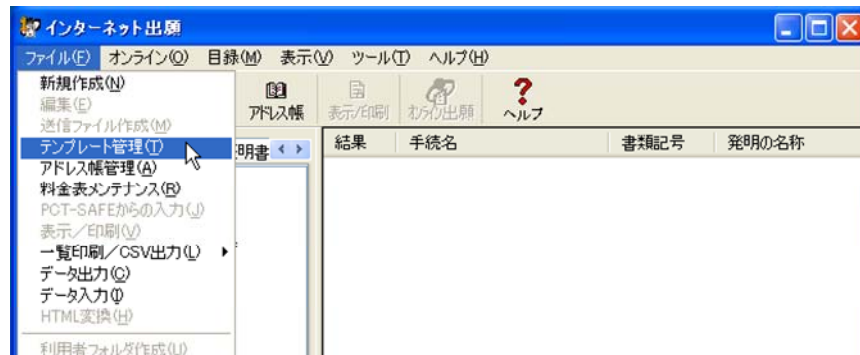 インターネット出願
ファイル(F) オンライン(O) 目録(M) 表示(V) ツール(T) ヘルプ(H)
新規作成(N)
編集(E)
送信ファイル作成(M)
テンプレート管理(T)
アドレス帳管理(A)
料金表メンテナンス(R)
PCT-SAFEからの入力(J)
表示/印刷(V)
一覧印刷/CSV出力(L)
データ出力(C)
データ入力(I)
HTML変換(H)
利用者フォルダ作成(U)
アドレス帳 表示/印刷 オンライン出願 ヘルプ
明書
結果 手続名 書類記号 発明の名称